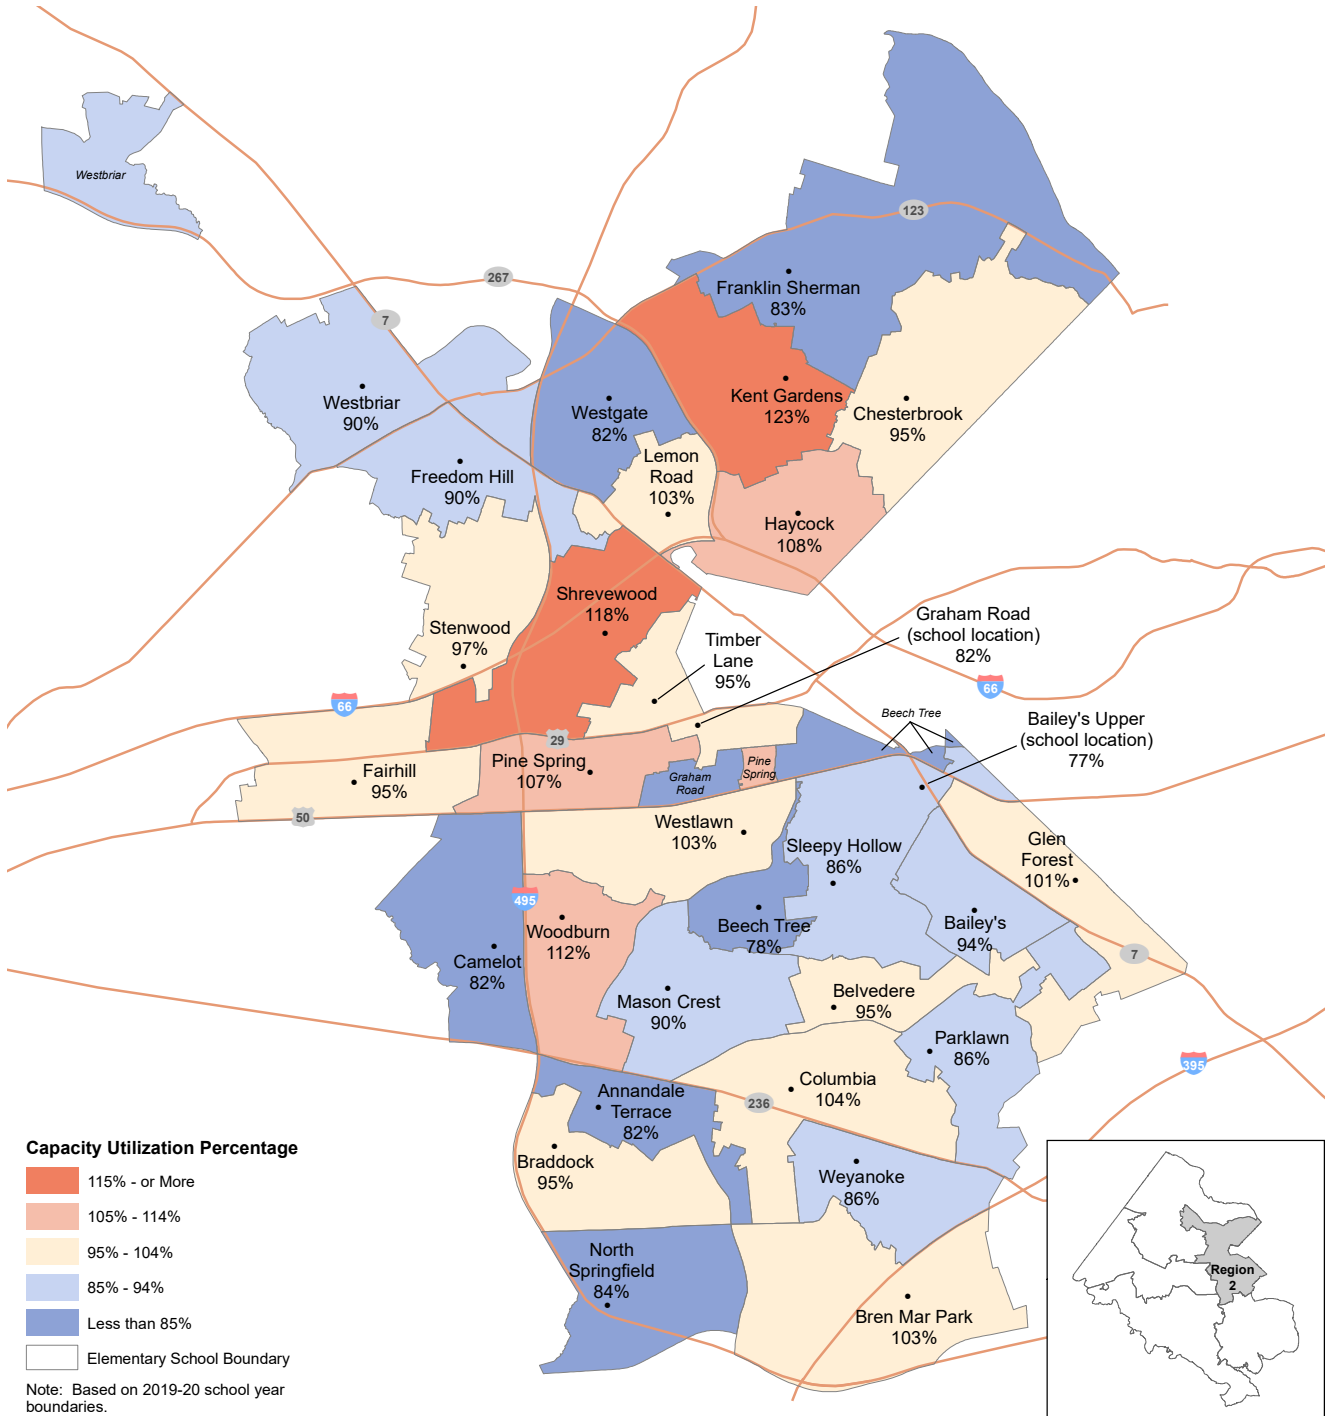 Westbriar
123
267
7
Franklin Sherman
83%
Kent Gardens
123%
Westbriar
90%
Westgate
82%
Chesterbrook
95%
Lemon
Road
103%
Freedom Hill
90%
Haycock
108%
Shrevewood
118%
Stenwood
97%
Timber
Lane
95%
Graham Road
(school location)
82%
66
66
Beech Tree
Bailey's Upper
(school location)
77%
29
Pine Spring
107%
Fairhill
95%
Graham
Road
Pine
Spring
50
Westlawn
103%
Sleepy Hollow
86%
Glen
Forest
101%
495
Woodburn
112%
Beech Tree
78%
Bailey's
94%
Camelot
82%
7
Mason Crest
90%
Belvedere
95%
Parklawn
86%
395
Columbia
104%
236
Annandale
Terrace
82%
Braddock
95%
Weyanoke
86%
North
Springfield
84%
Bren Mar Park
103%
Capacity Utilization Percentage
115% - or More
105% - 114%
95% - 104%
85% - 94%
Less than 85%
Elementary School Boundary
Note:  Based on 2019-20 school year
boundaries.
Region
2